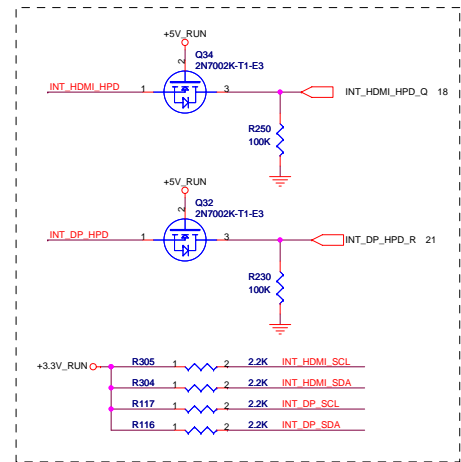 +5V_RUN
Q34
2N7002K-T1-E3
2
INT_HDMI_HPD 1 3 INT_HDMI_HPD_Q 18
R250
100K
+5V_RUN
Q32
2N7002K-T1-E3
2
INT_DP_HPD 1 3 INT_DP_HPD_R 21
R230
100K
+3.3V_RUN
R305 1 2 2.2K INT_HDMI_SCL
R304 1 2 2.2K INT_HDMI_SDA
R117 1 2 2.2K INT_DP_SCL
R116 1 2 2.2K INT_DP_SDA